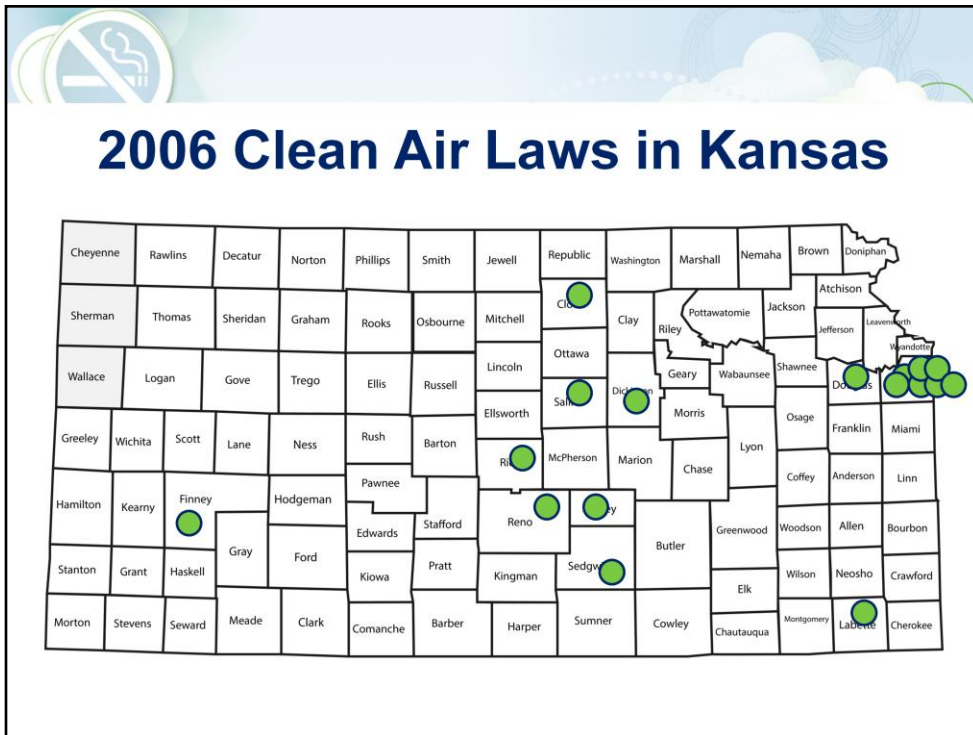 2006 Clean Air Laws in Kansas
Cheyenne
Rawlins
Decatur
Norton
Phillips
Smith
Jewell
Republic
Washington
Marshall
Nemaha
Brown
Doniphan
Atchison
Sherman
Thomas
Sheridan
Graham
Rooks
Osbourne
Mitchell
Clay
Riley
Pottawatomie
Jackson
Jefferson
Leavenworth
Wyandotte
Wallace
Logan
Gove
Trego
Ellis
Russell
Lincoln
Ottawa
Geary
Wabaunsee
Shawnee
Ellsworth
Morris
Osage
Franklin
Miami
Greeley
Wichita
Scott
Lane
Ness
Rush
Barton
McPherson
Marion
Chase
Lyon
Coffey
Anderson
Linn
Hamilton
Kearny
Finney
Hodgeman
Pawnee
Edwards
Stafford
Reno
Butler
Greenwood
Woodson
Allen
Bourbon
Stanton
Grant
Haskell
Gray
Ford
Kiowa
Pratt
Kingman
Elk
Wilson
Neosho
Crawford
Morton
Stevens
Seward
Meade
Clark
Comanche
Barber
Harper
Sumner
Cowley
Chautauqua
Montgomery
Labette
Cherokee